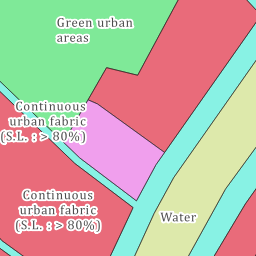 Green urban
areas
Continuous
urban fabric
(S.L. : > 80%)
Continuous
urban fabric
(S.L. : > 80%)
Water